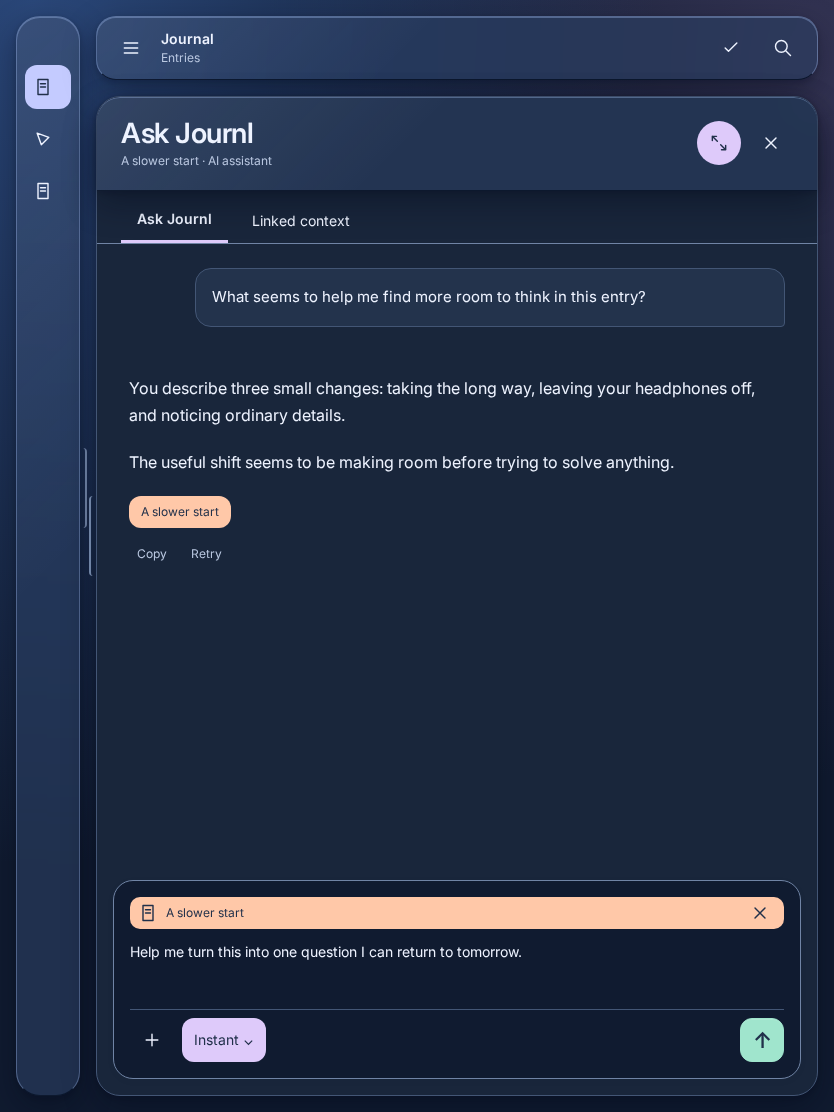 Journal
Entries
Ask Journl
A slower start · AI assistant
Ask Journl
Linked context
What seems to help me find more room to think in this entry?
You describe three small changes: taking the long way, leaving your headphones off,
and noticing ordinary details.
The useful shift seems to be making room before trying to solve anything.
A slower start
Copy
Retry
A slower start
Help me turn this into one question I can return to tomorrow.
Instant